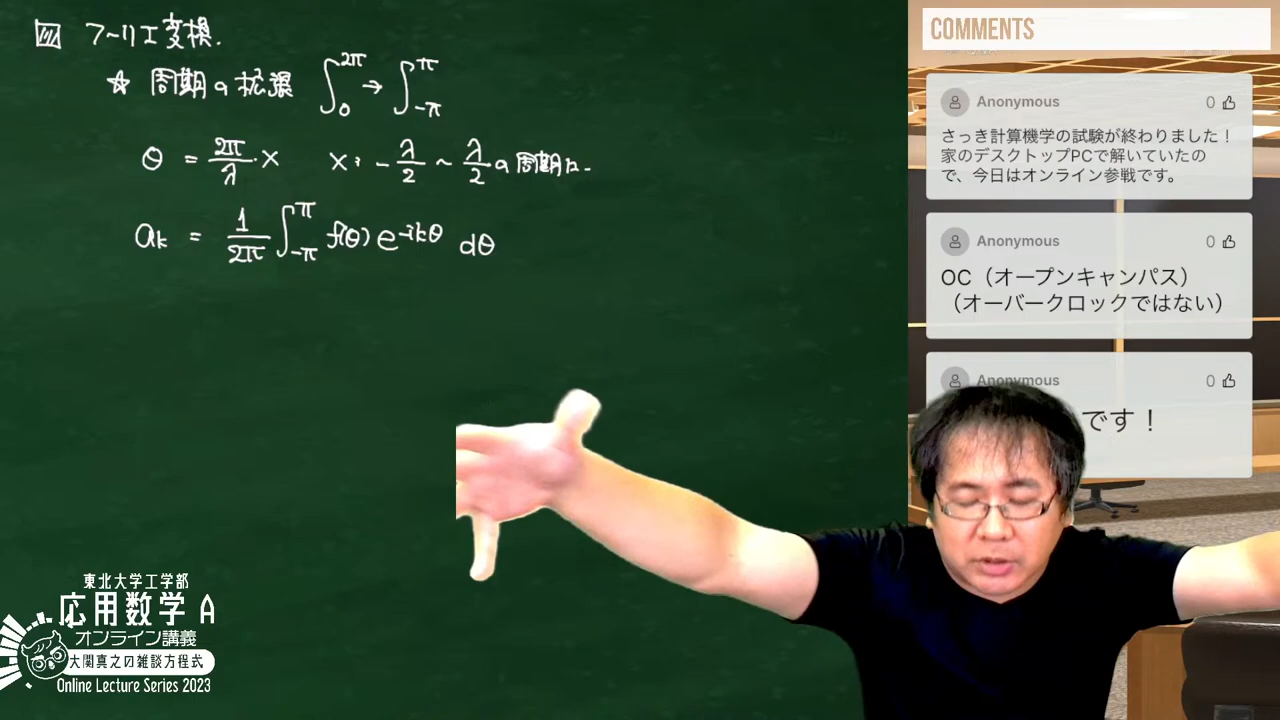 ▨ フーリエ変換.
☆ 周期の拡張 ∫₀^{2π} → ∫_{-π}^{π}
θ = 2π/λ · x  x: -λ/2 ~ λ/2 の周期に.
a_k = 1/2π ∫_{-π}^{π} f(θ) e^{-ikθ} dθ
COMMENTS
Anonymous 0
さっき計算機学の試験が終わりました！
家のデスクトップPCで解いていたの
で、今日はオンライン参戦です。
Anonymous 0
OC（オープンキャンパス）
（オーバークロックではない）
Anonymous 0
です！
東北大学工学部
応用数学 A
オンライン講義
大関真之の雑談方程式
Online Lecture Series 2023